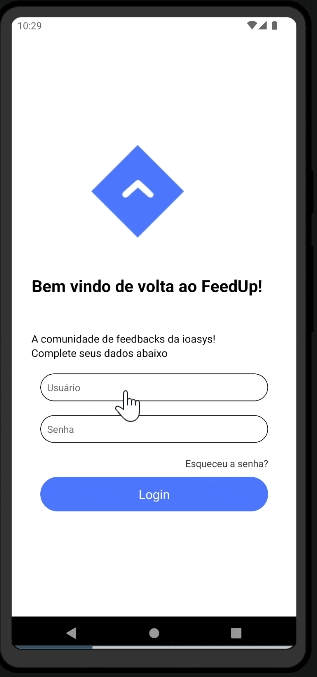 10:29
Bem vindo de volta ao FeedUp!
A comunidade de feedbacks da ioasys!
Complete seus dados abaixo
Usuário
Senha
Esqueceu a senha?
Login